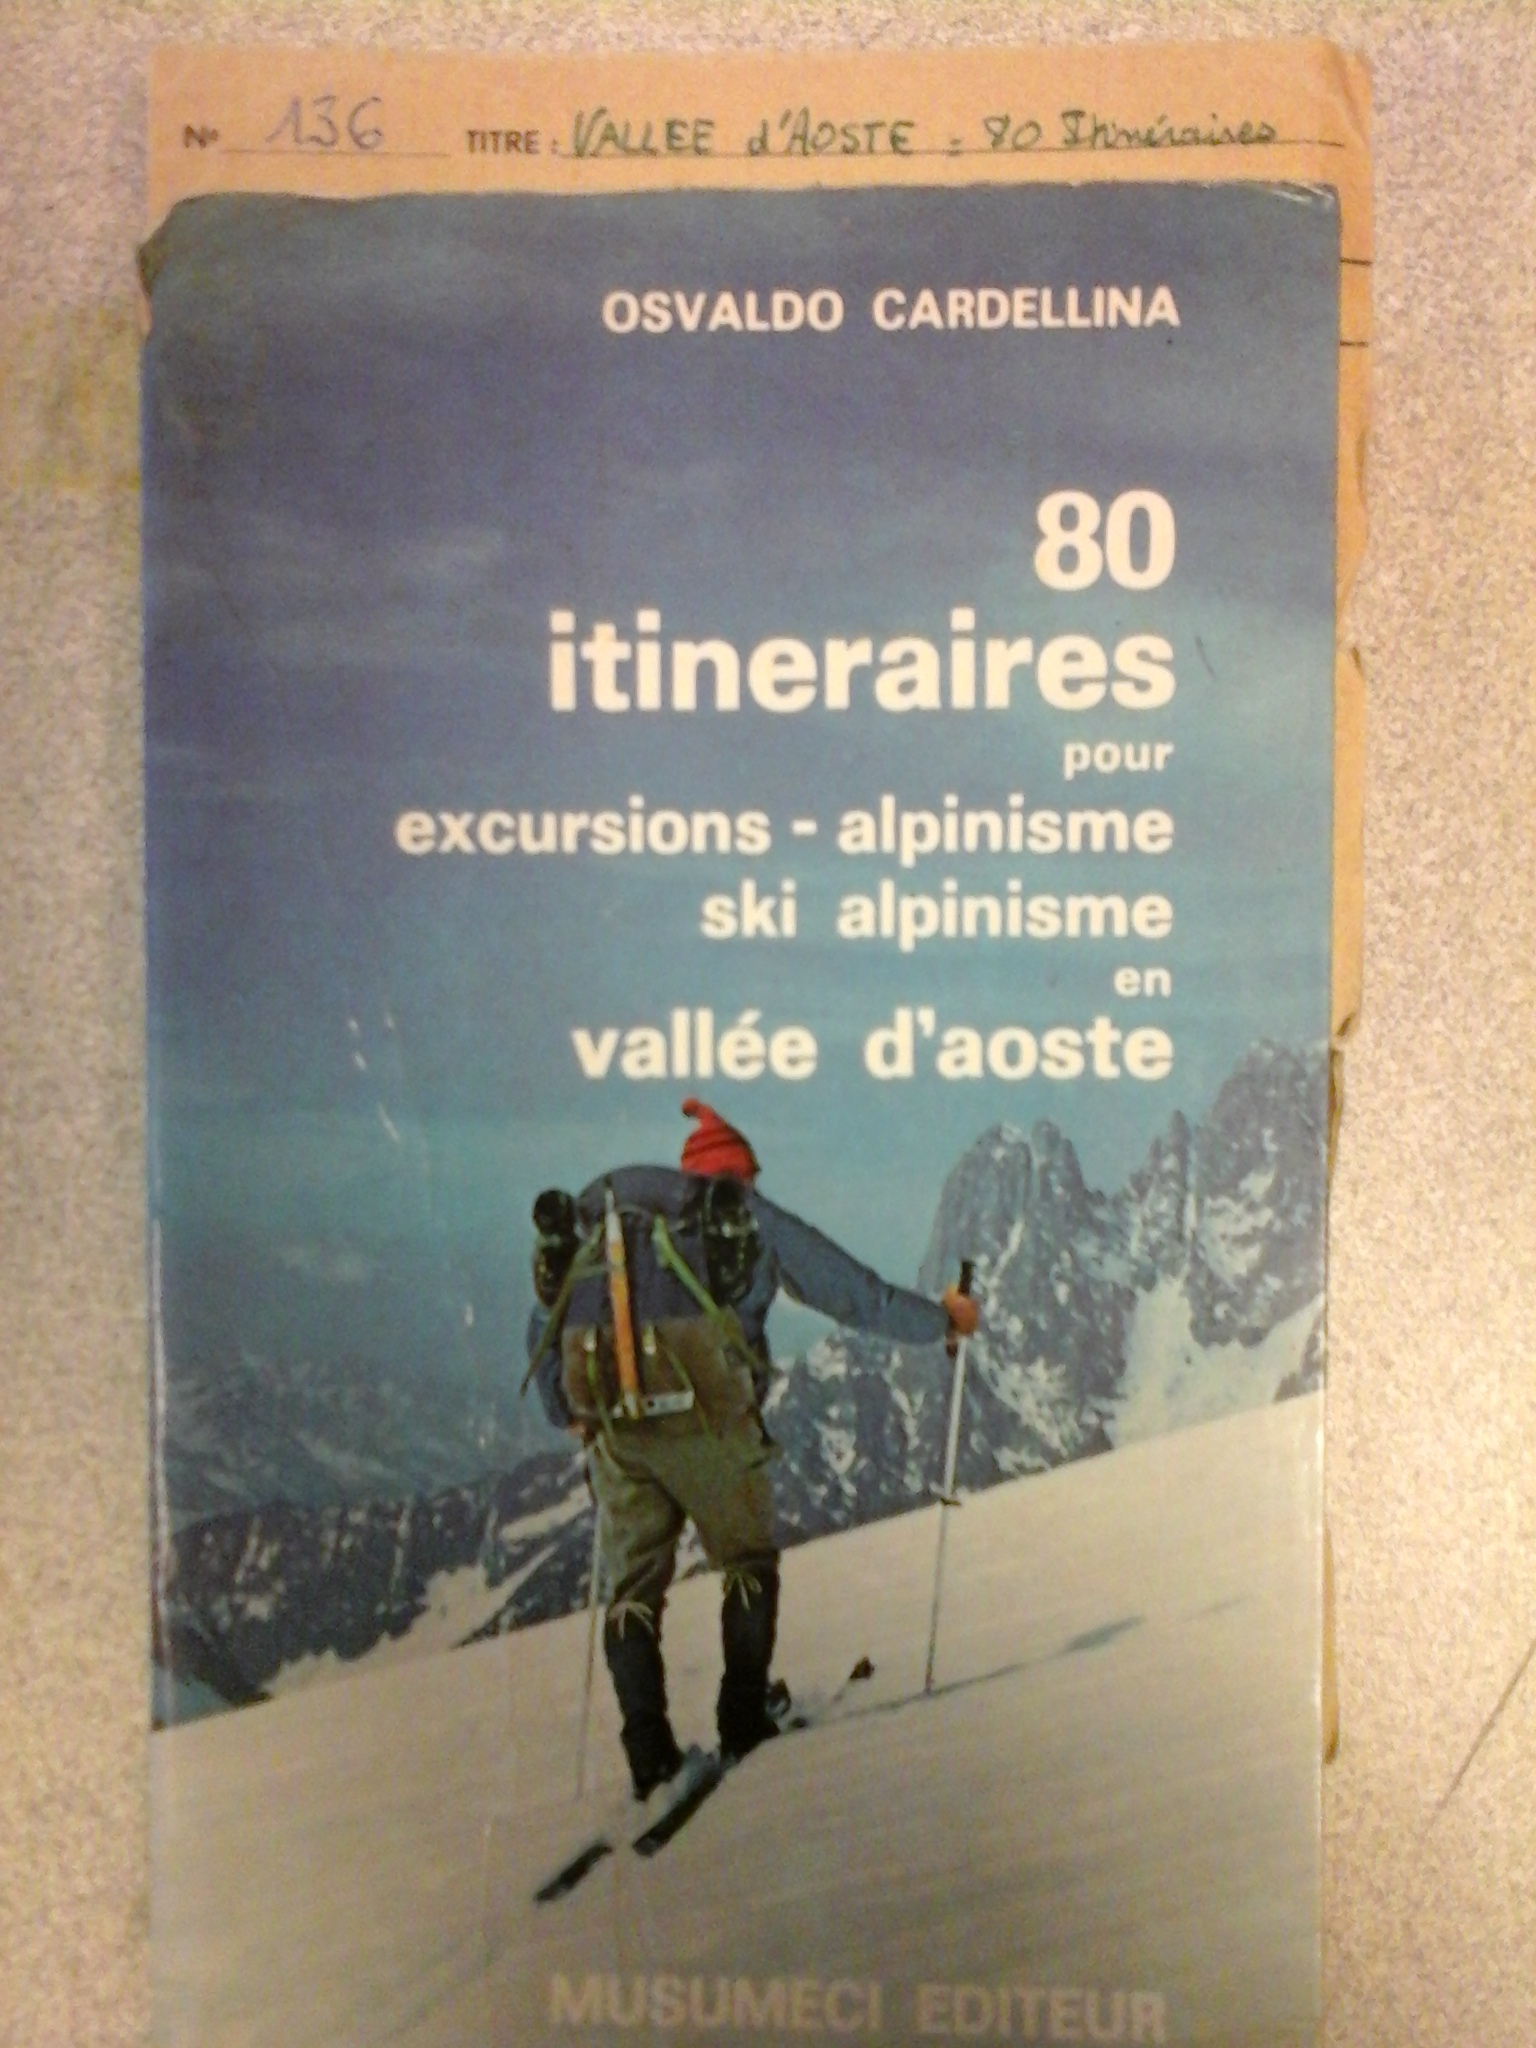 N° 136 TITRE : VALLEE d'AOSTE = 80 Itinéraires
OSVALDO CARDELLINA
80
itineraires
pour
excursions - alpinisme
ski alpinisme
en
vallée d'aoste
MUSUMECI EDITEUR